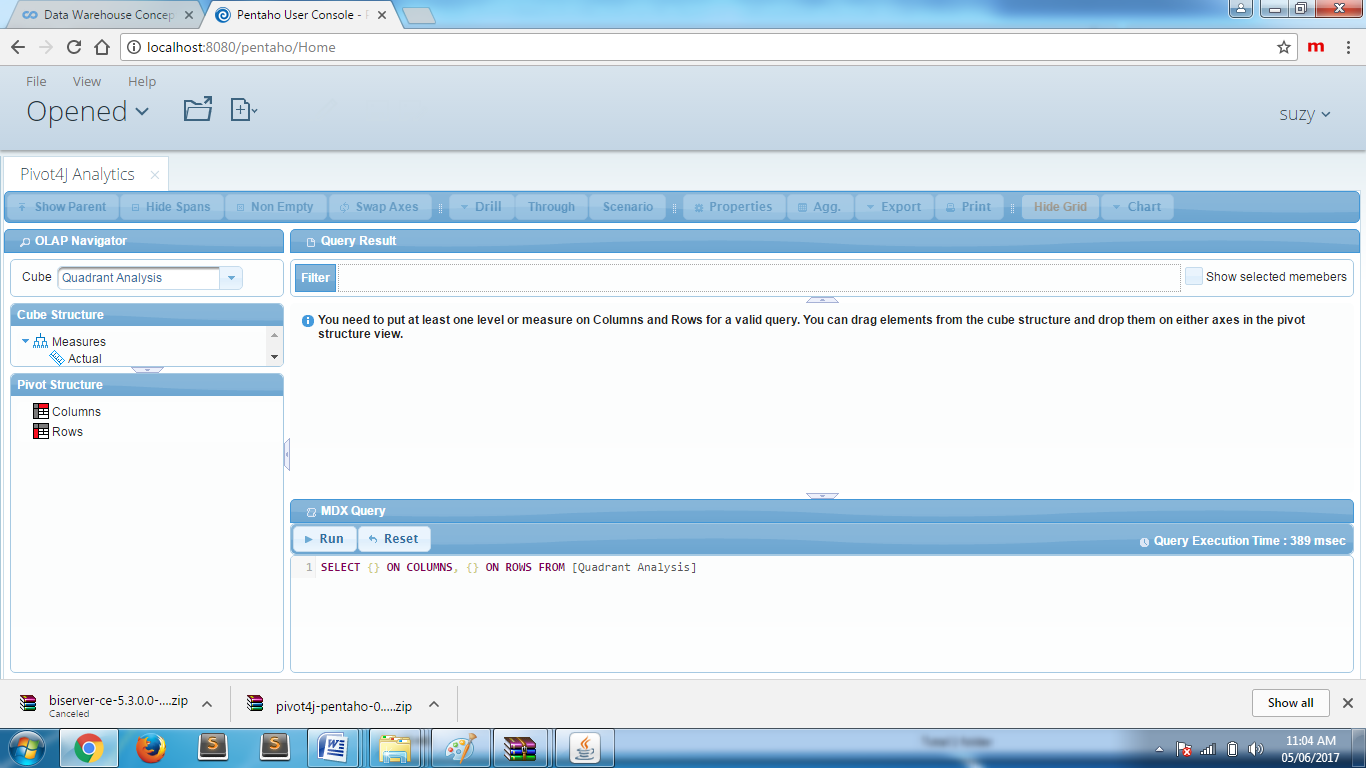 Data Warehouse Concep
Pentaho User Console -
localhost:8080/pentaho/Home
m
File View Help
Opened
suzy
Pivot4J Analytics
Show Parent Hide Spans Non Empty Swap Axes Drill Through Scenario Properties Agg. Export Print Hide Grid Chart
OLAP Navigator
Query Result
Cube Quadrant Analysis
Filter
Show selected memebers
Cube Structure
Measures
Actual
You need to put at least one level or measure on Columns and Rows for a valid query. You can drag elements from the cube structure and drop them on either axes in the pivot
structure view.
Pivot Structure
Columns
Rows
MDX Query
Run Reset
Query Execution Time : 389 msec
1 SELECT {} ON COLUMNS, {} ON ROWS FROM [Quadrant Analysis]
biserver-ce-5.3.0.0-....zip
Canceled
pivot4j-pentaho-0.....zip
Show all
S S W
11:04 AM
05/06/2017